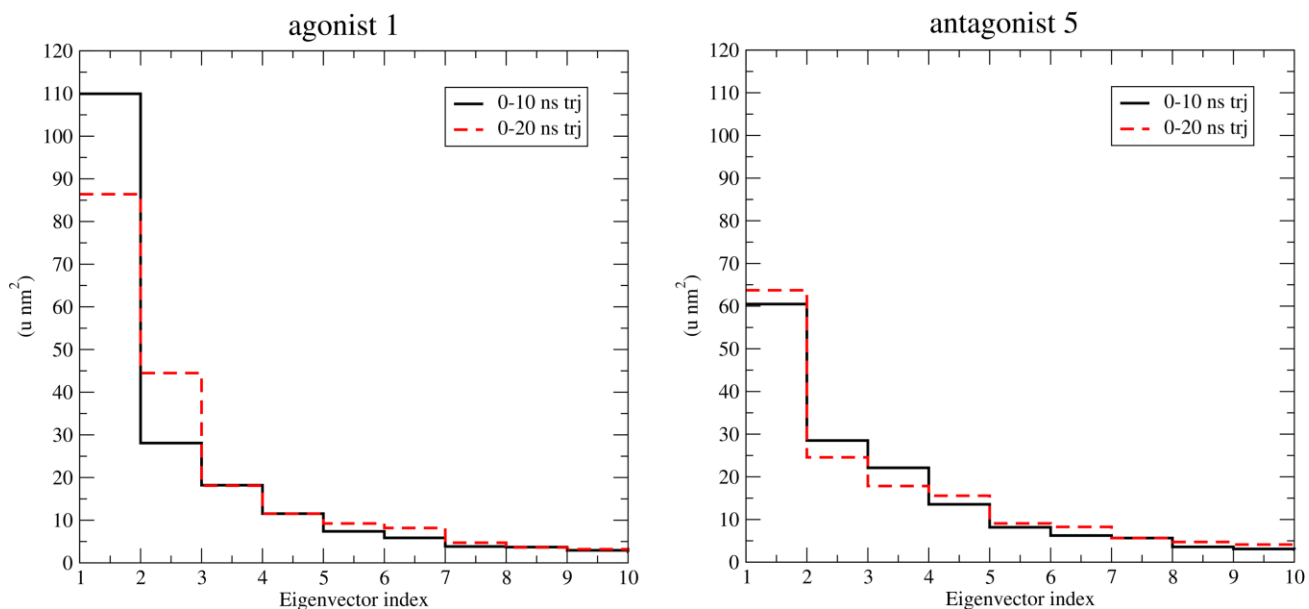 agonist 1
120
110
100
90
80
70
60
50
40
30
20
10
0
(u nm²)
0-10 ns trj
0-20 ns trj
1 2 3 4 5 6 7 8 9 10
Eigenvector index
antagonist 5
120
110
100
90
80
70
60
50
40
30
20
10
0
(u nm²)
0-10 ns trj
0-20 ns trj
1 2 3 4 5 6 7 8 9 10
Eigenvector index